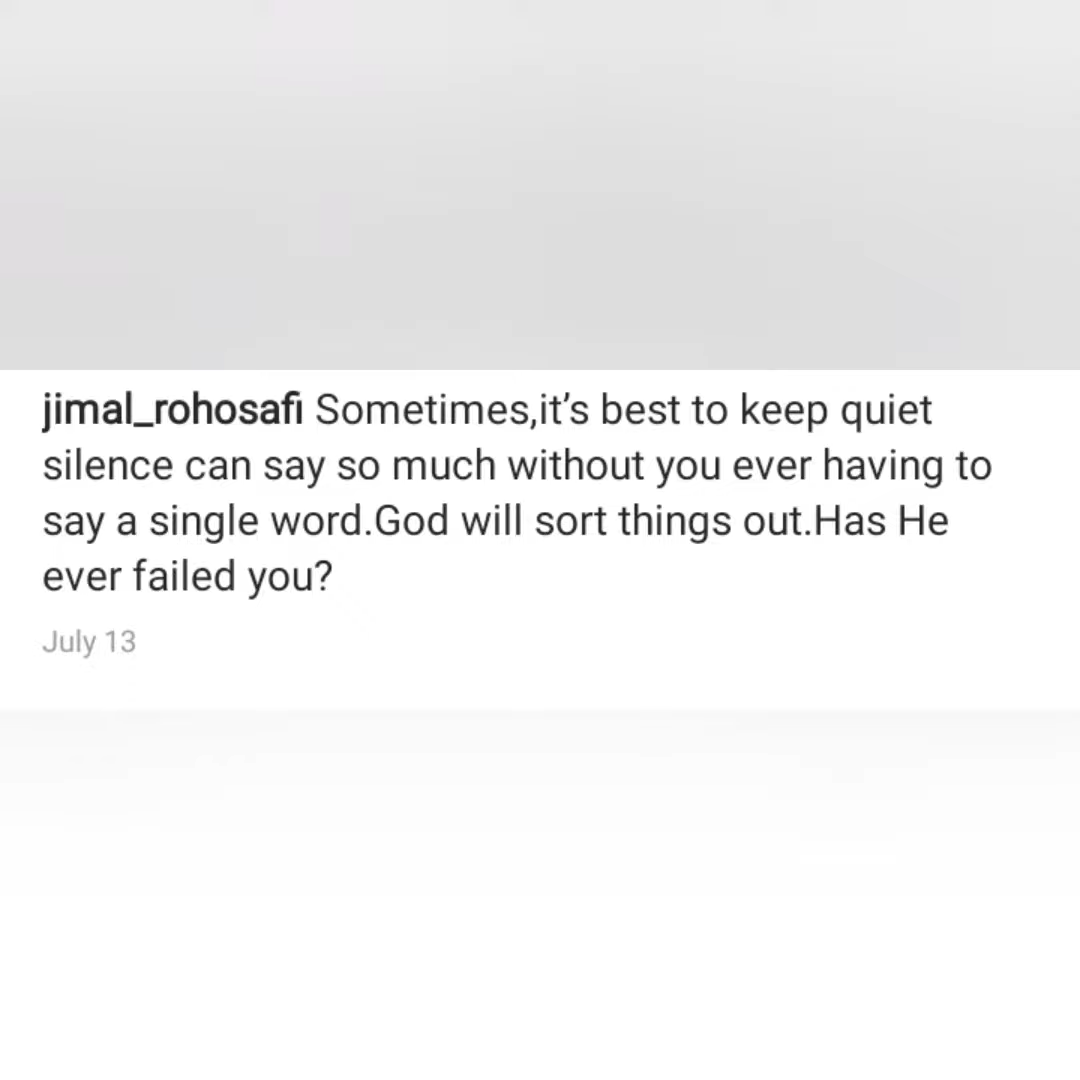 jimal_rohosafi Sometimes,it’s best to keep quiet
silence can say so much without you ever having to
say a single word.God will sort things out.Has He
ever failed you?
July 13